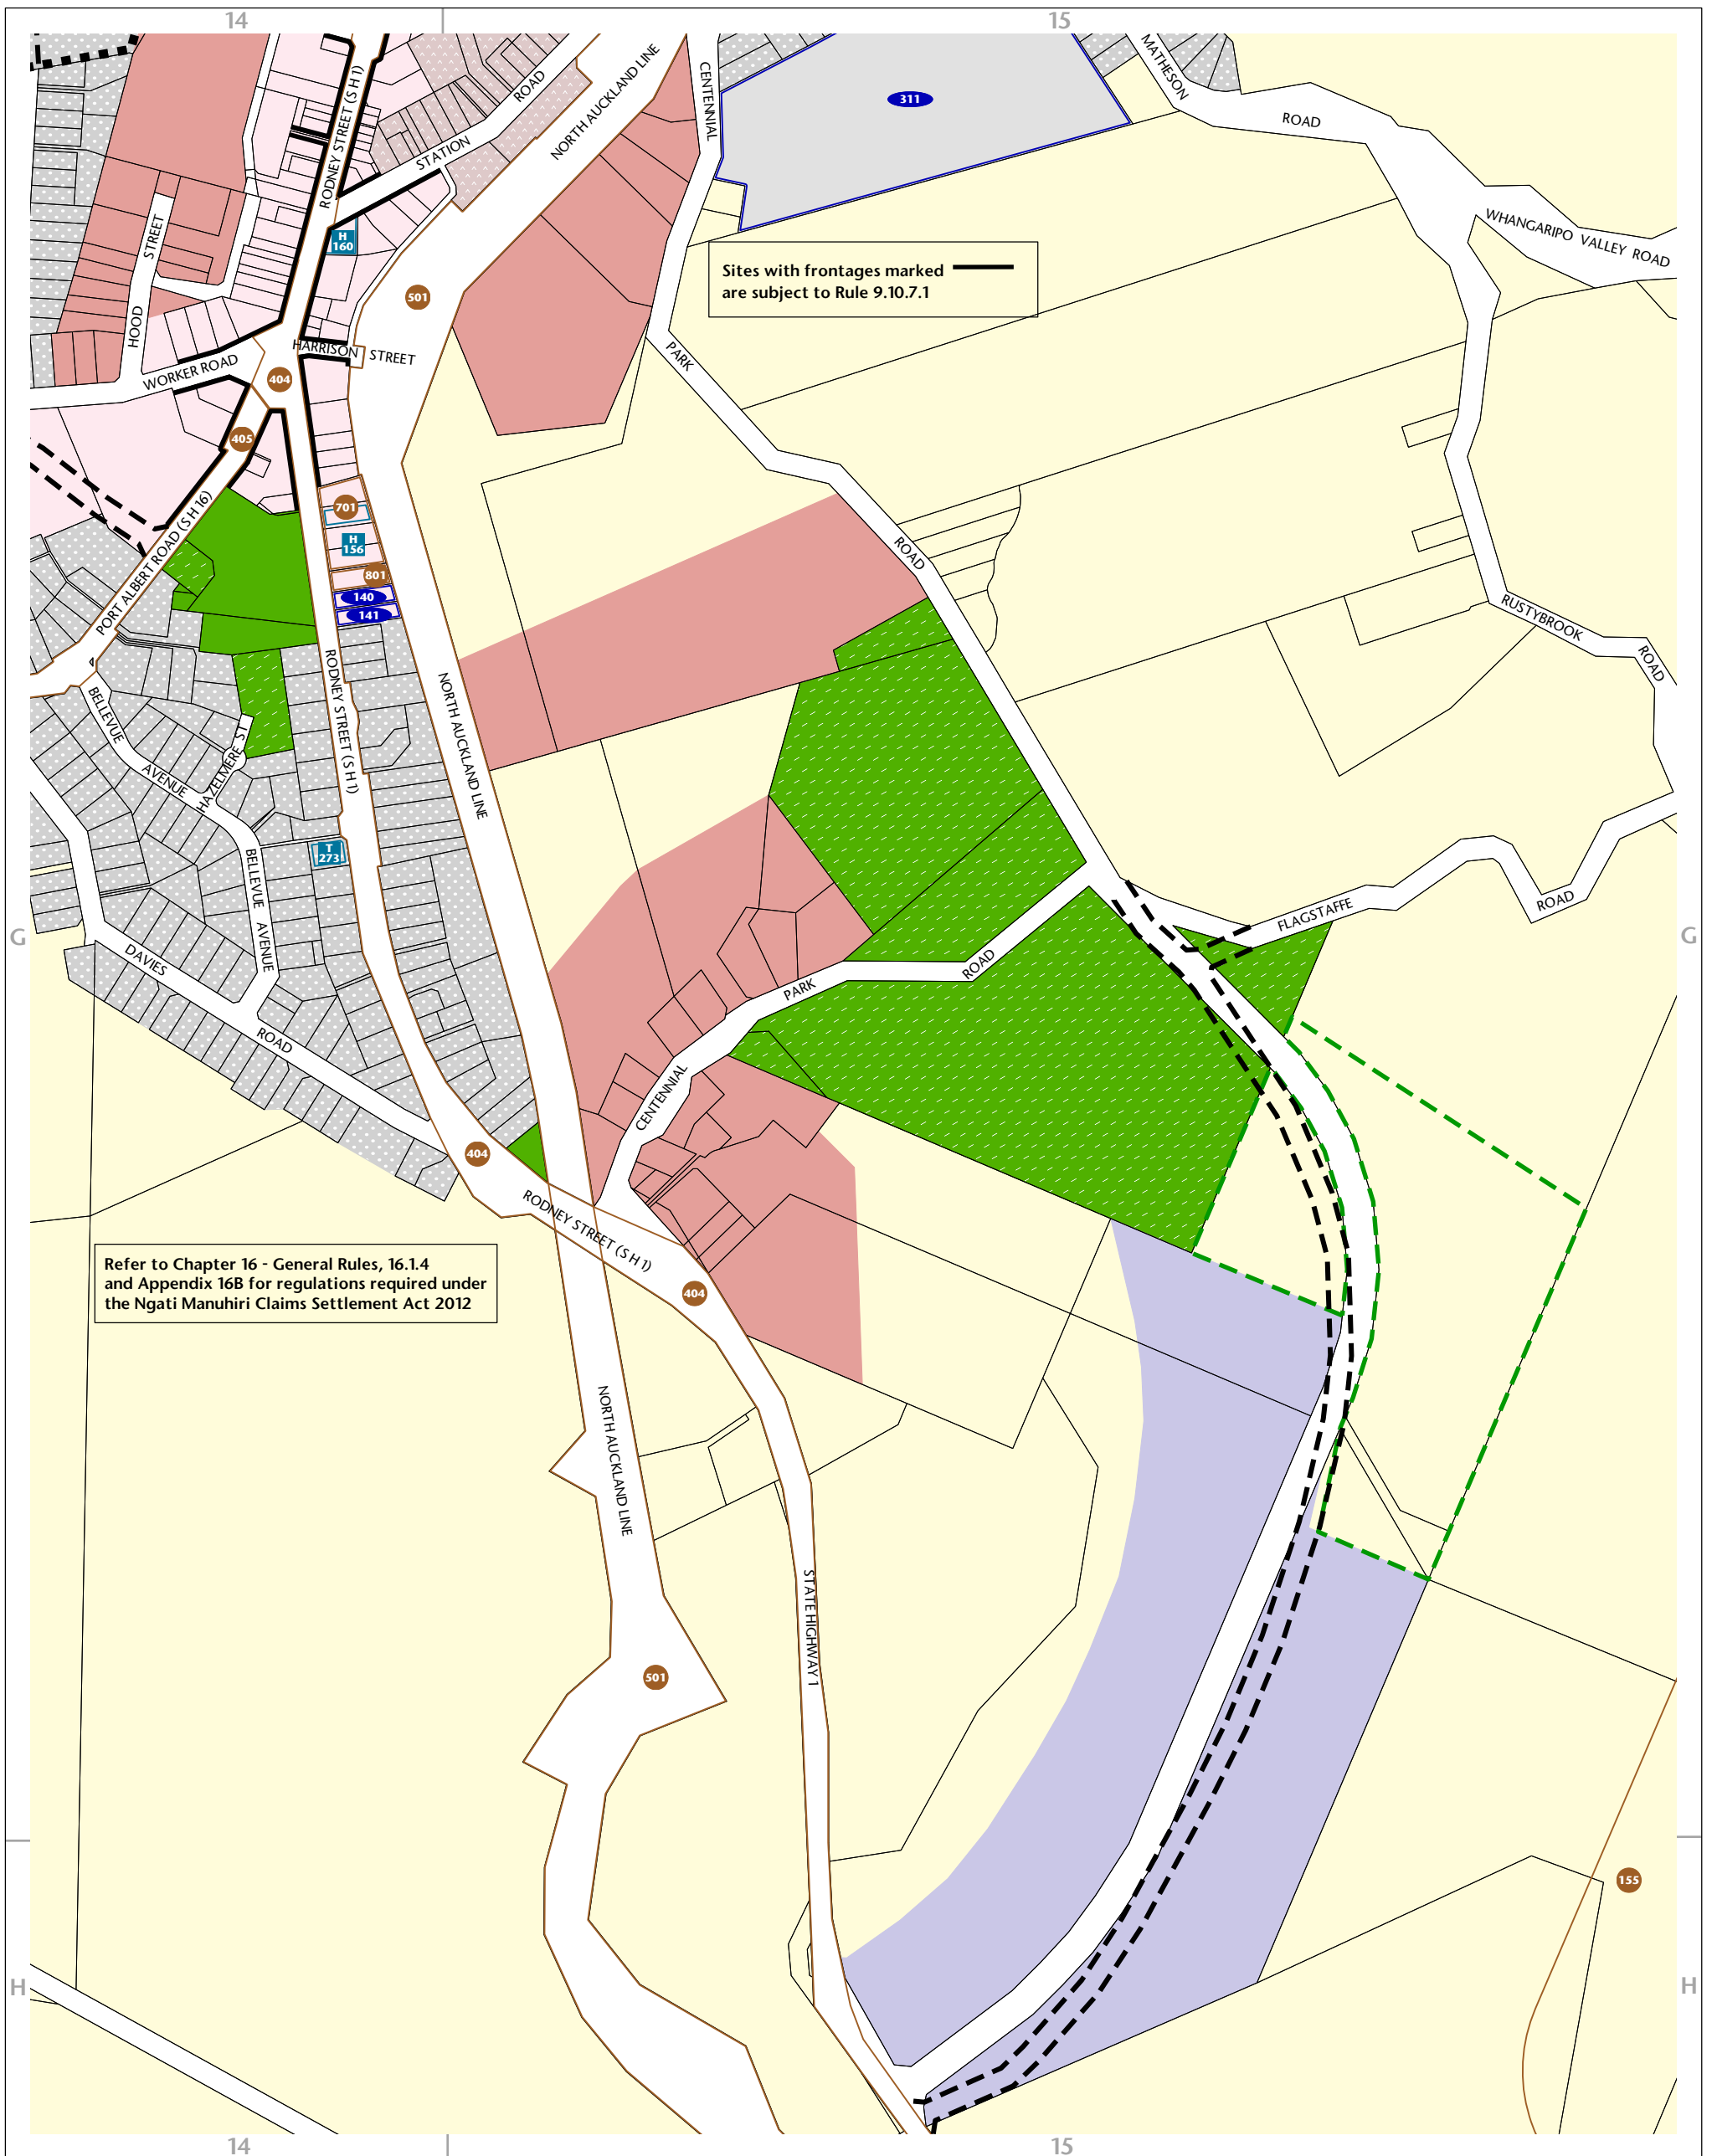 14
15
RODNEY STREET (S H 1)
STATION
ROAD
NORTH AUCKLAND LINE
CENTENNIAL
311
MATHESON
ROAD
WHANGARIPO VALLEY ROAD
HOOD
STREET
H
160
501
Sites with frontages marked
are subject to Rule 9.10.7.1
WORKER ROAD
HARRISON
STREET
404
PARK
405
701
H
156
801
140
141
PORT ALBERT ROAD (S H 16)
ROAD
RUSTYBROOK
ROAD
BELLEVUE
AVENUE
HAZELMERE ST
RODNEY STREET (S H 1)
NORTH AUCKLAND LINE
T
273
BELLEVUE AVENUE
FLAGSTAFFE
ROAD
G
G
DAVIES
ROAD
PARK
ROAD
CENTENNIAL
404
RODNEY STREET (S H 1)
404
Refer to Chapter 16 - General Rules, 16.1.4
and Appendix 16B for regulations required under
the Ngati Manuhiri Claims Settlement Act 2012
NORTH AUCKLAND LINE
STATE HIGHWAY 1
501
155
H
H
14
15